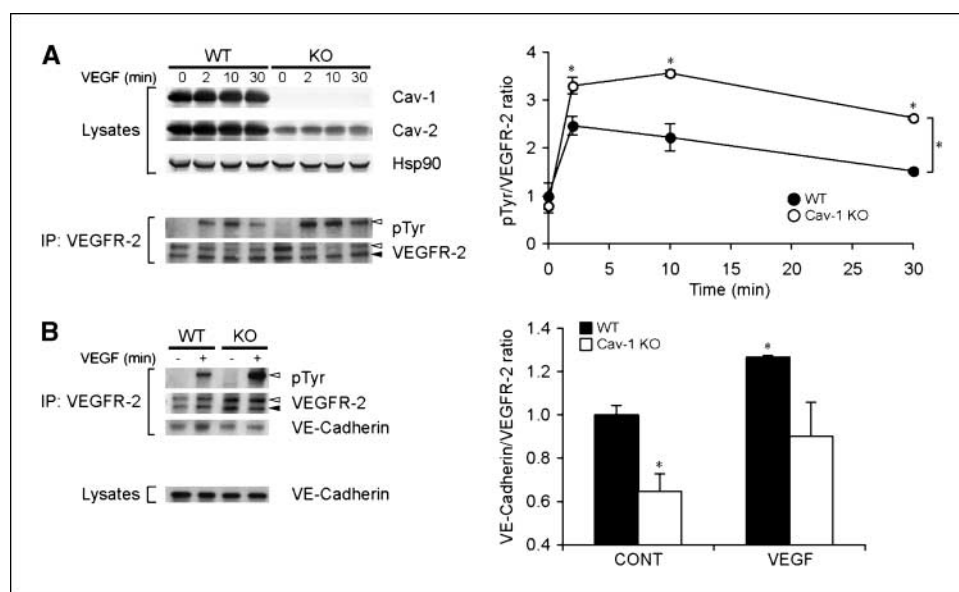 A
WT KO
VEGF (min) 0 2 10 30 0 2 10 30
Cav-1
Lysates
Cav-2
Hsp90
IP: VEGFR-2
pTyr
VEGFR-2
pTyr/VEGFR-2 ratio
4
3
2
1
0
* * * *
WT
Cav-1 KO
0 5 10 15 20 25 30
Time (min)
B
WT KO
VEGF (min) - + - +
pTyr
IP: VEGFR-2
VEGFR-2
VE-Cadherin
Lysates
VE-Cadherin
VE-Cadherin/VEGFR-2 ratio
1.4
1.2
1.0
0.8
0.6
0.4
WT
Cav-1 KO
* *
CONT VEGF